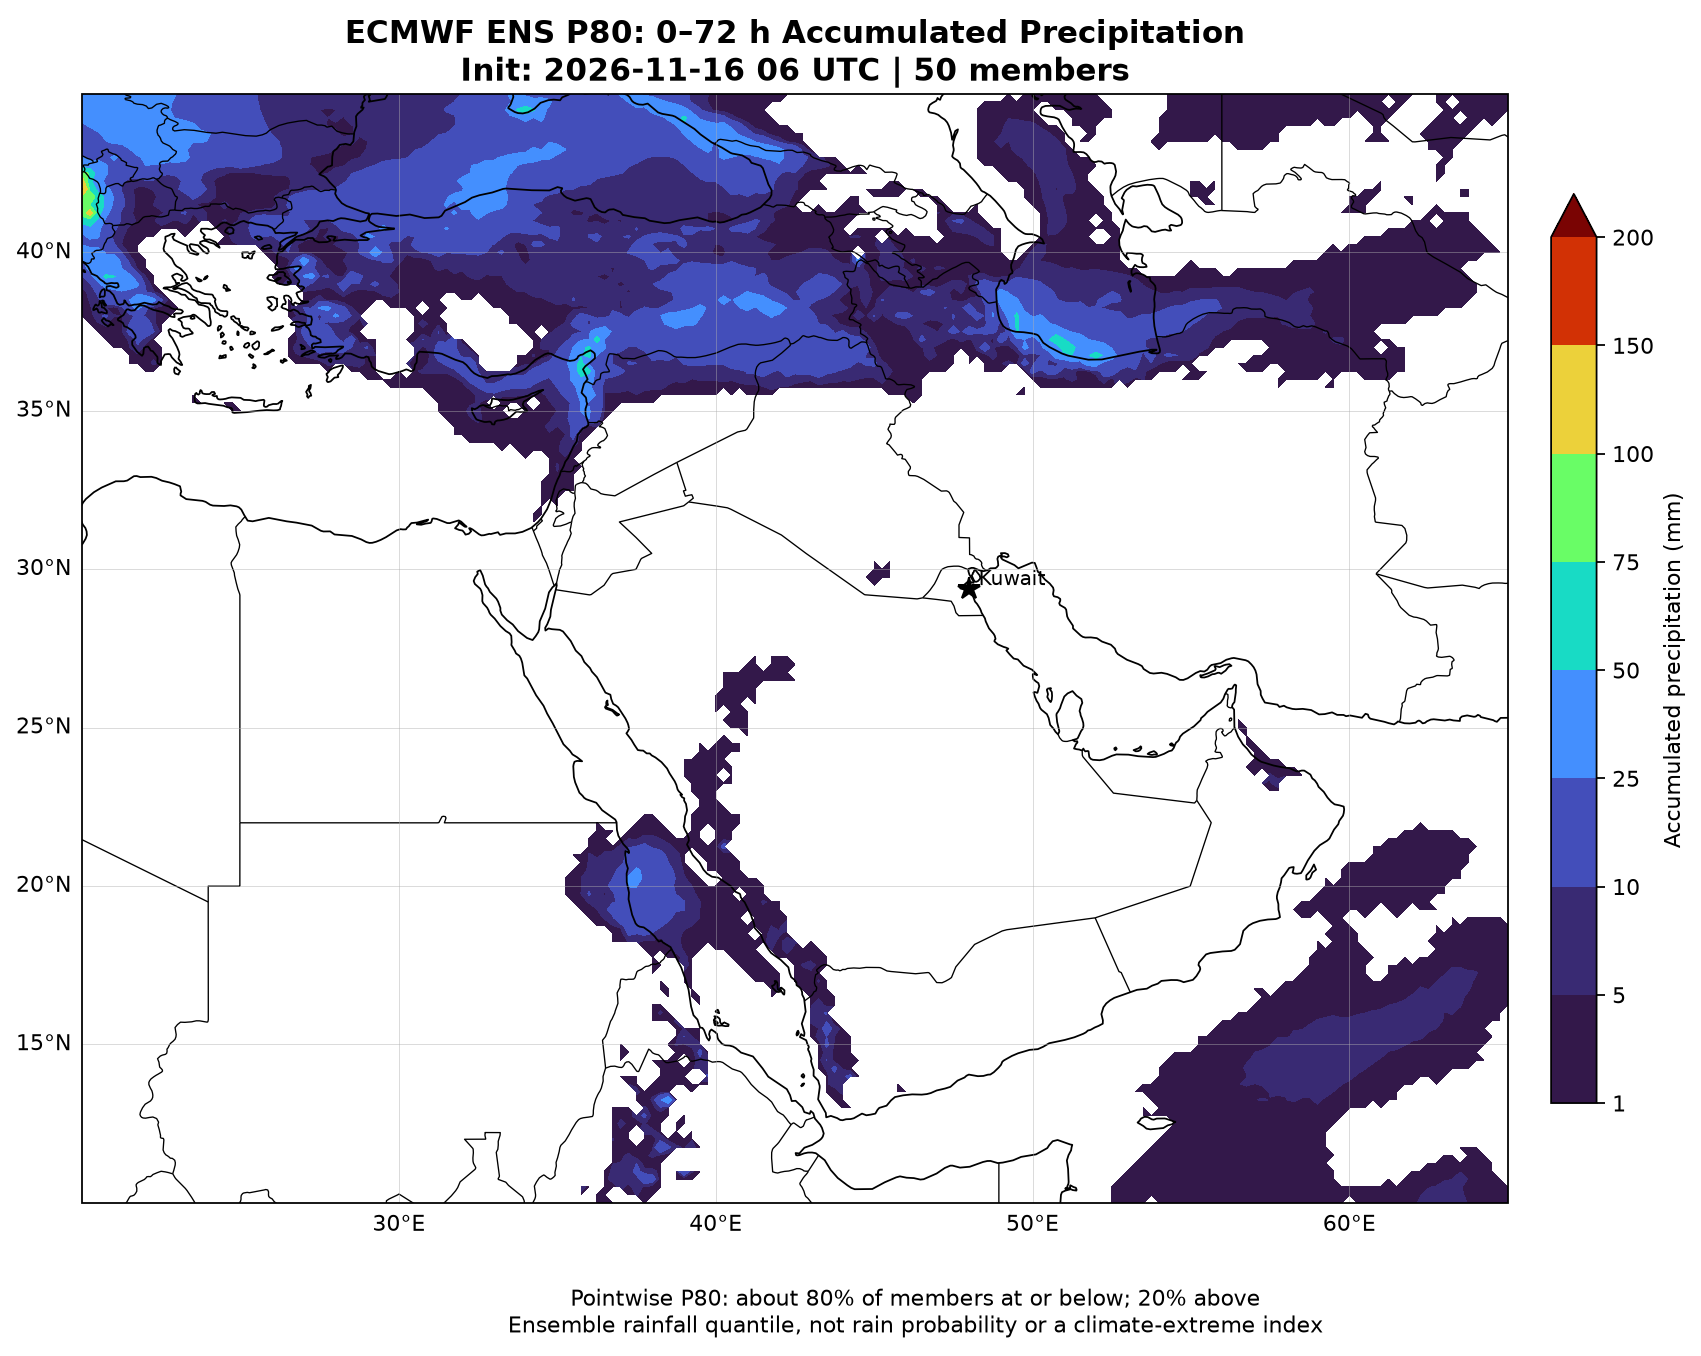 ECMWF ENS P80: 0–72 h Accumulated Precipitation
Init: 2026-11-16 06 UTC | 50 members
40°N
35°N
30°N
25°N
20°N
15°N
30°E
40°E
50°E
60°E
Kuwait
200
150
100
75
50
25
10
5
1
Accumulated precipitation (mm)
Pointwise P80: about 80% of members at or below; 20% above
Ensemble rainfall quantile, not rain probability or a climate-extreme index